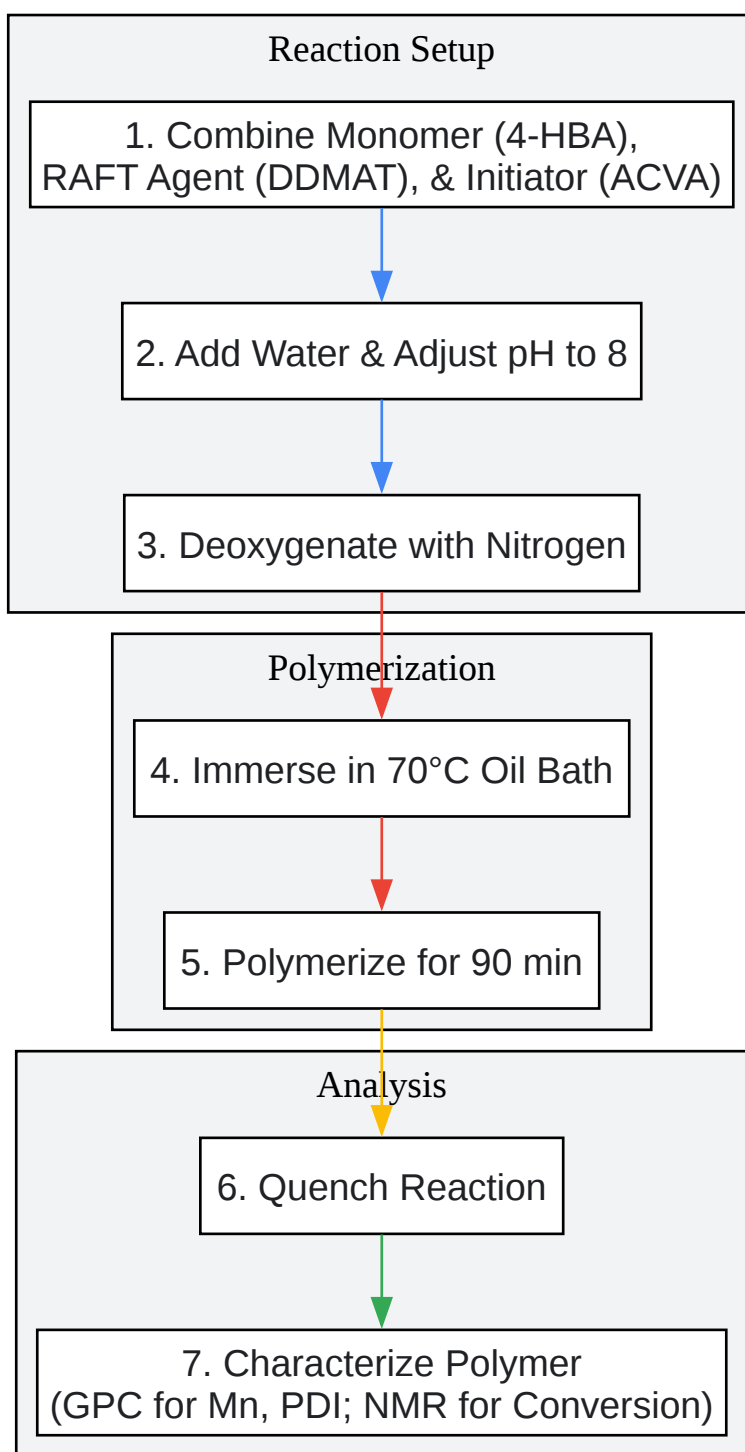 Reaction Setup
1. Combine Monomer (4-HBA),
RAFT Agent (DDMAT), & Initiator (ACVA)
2. Add Water & Adjust pH to 8
3. Deoxygenate with Nitrogen
Polymerization
4. Immerse in 70°C Oil Bath
5. Polymerize for 90 min
Analysis
6. Quench Reaction
7. Characterize Polymer
(GPC for Mn, PDI; NMR for Conversion)